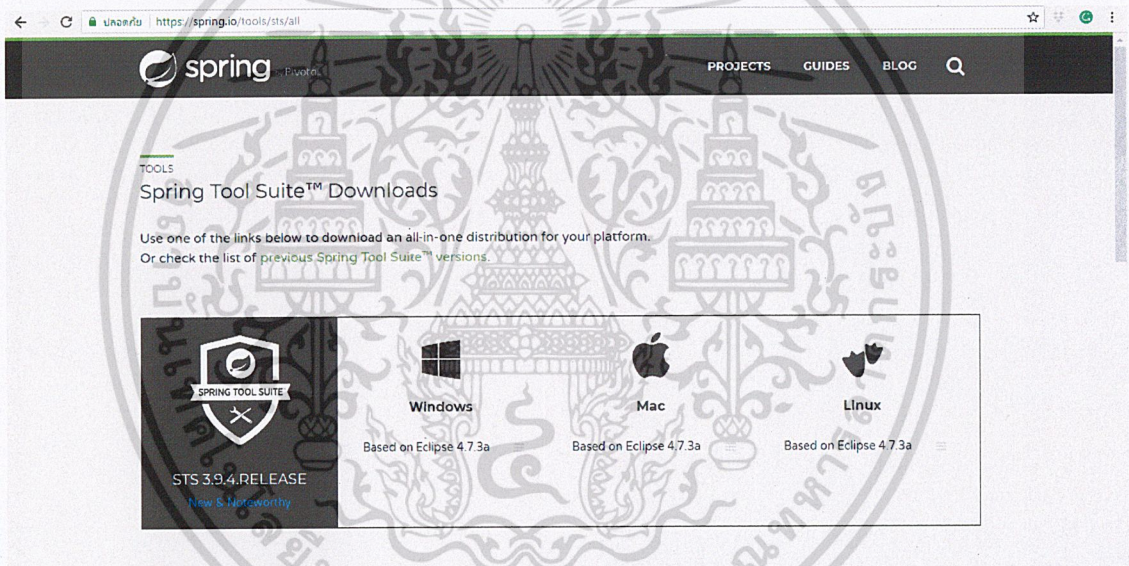 ปลอดภัย | https://spring.io/tools/sts/all
spring
PROJECTS GUIDES BLOG
TOOLS
Spring Tool Suite™ Downloads
Use one of the links below to download an all-in-one distribution for your platform.
Or check the list of previous Spring Tool Suite™ versions.
SPRING TOOL SUITE
STS 3.9.4.RELEASE
New & Noteworthy
Windows
Based on Eclipse 4.7.3a
Mac
Based on Eclipse 4.7.3a
Linux
Based on Eclipse 4.7.3a